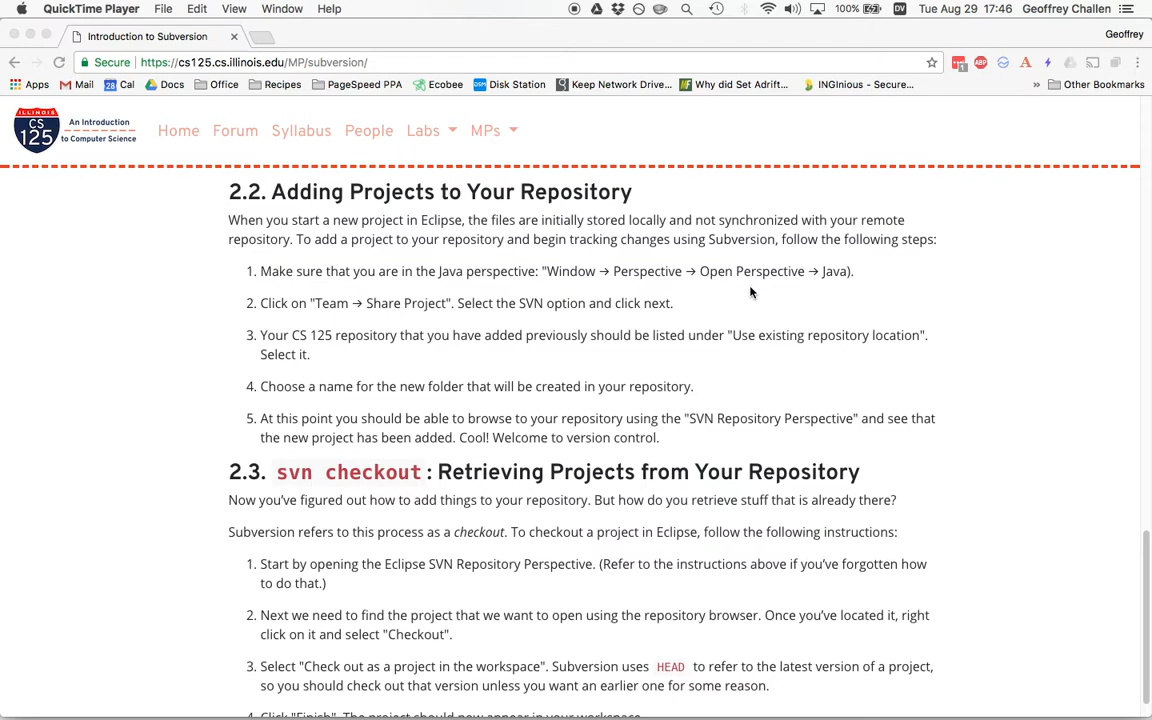 QuickTime Player File Edit View Window Help 100% DV Tue Aug 29 17:46 Geoffrey Challen
Introduction to Subversion Geoffrey
Secure https://cs125.cs.illinois.edu/MP/subversion/
Apps Mail 28 Cal Docs Office Recipes PageSpeed PPA Ecobee DSM Disk Station Keep Network Drive... Why did Set Adrift... INGInious - Secure... » Other Bookmarks
ILLINOIS CS 125 An Introduction to Computer Science Home Forum Syllabus People Labs MPs
2.2. Adding Projects to Your Repository
When you start a new project in Eclipse, the files are initially stored locally and not synchronized with your remote
repository. To add a project to your repository and begin tracking changes using Subversion, follow the following steps:
1. Make sure that you are in the Java perspective: "Window → Perspective → Open Perspective → Java).
2. Click on "Team → Share Project". Select the SVN option and click next.
3. Your CS 125 repository that you have added previously should be listed under "Use existing repository location".
Select it.
4. Choose a name for the new folder that will be created in your repository.
5. At this point you should be able to browse to your repository using the "SVN Repository Perspective" and see that
the new project has been added. Cool! Welcome to version control.
2.3. svn checkout: Retrieving Projects from Your Repository
Now you've figured out how to add things to your repository. But how do you retrieve stuff that is already there?
Subversion refers to this process as a checkout. To checkout a project in Eclipse, follow the following instructions:
1. Start by opening the Eclipse SVN Repository Perspective. (Refer to the instructions above if you've forgotten how
to do that.)
2. Next we need to find the project that we want to open using the repository browser. Once you've located it, right
click on it and select "Checkout".
3. Select "Check out as a project in the workspace". Subversion uses HEAD to refer to the latest version of a project,
so you should check out that version unless you want an earlier one for some reason.
4. Click "Finish". The project should now appear in your workspace.